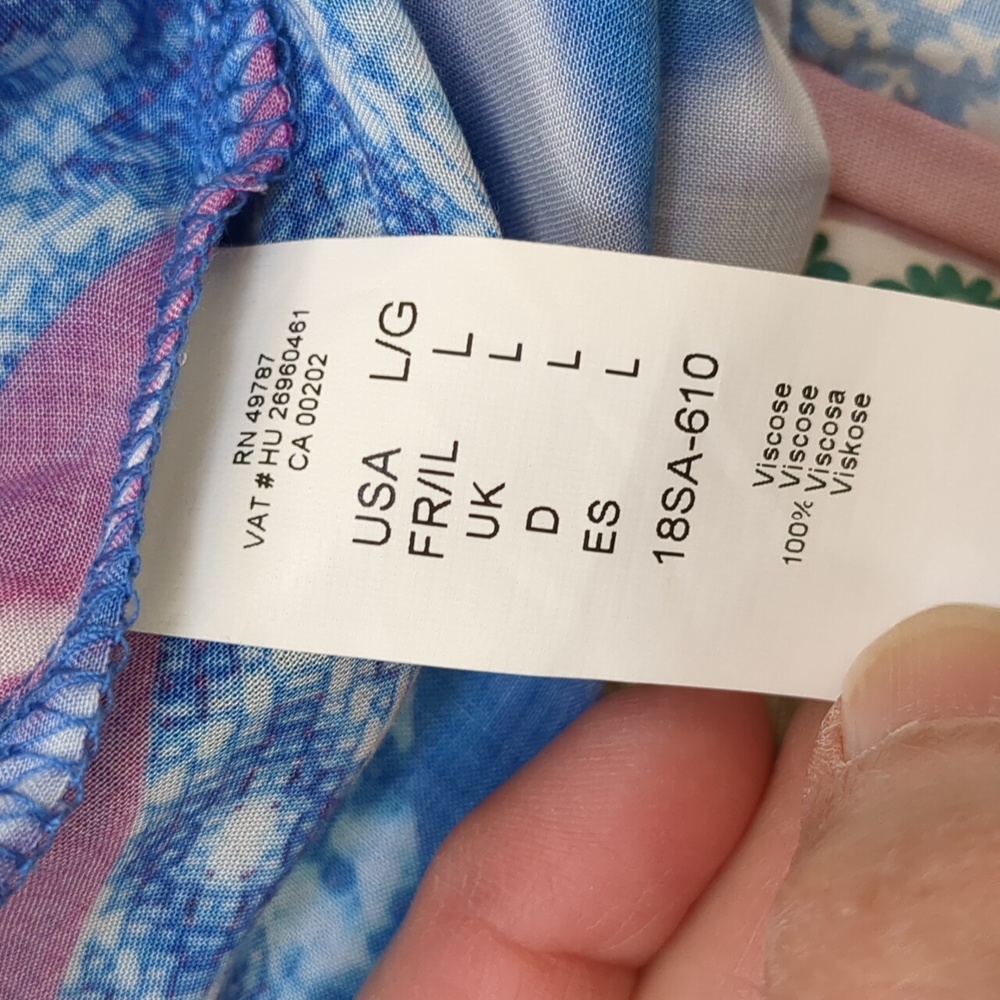 RN 49787
VAT # HU 26960461
CA 00202
USA L/G
FR/IL L
UK L
D L
ES L
18SA-610
Viscose
100% Viscose
Viscosa
Viskose